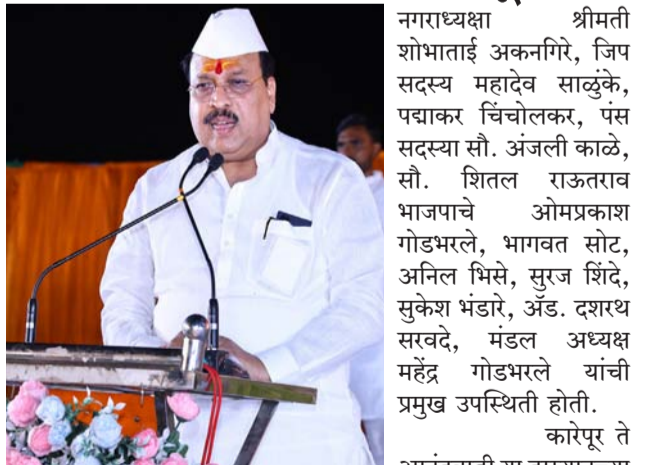 नगराध्यक्षा श्रीमती
शोभाताई अकनगिरे, जिप
सदस्य महादेव साळुंके,
पद्माकर चिंचोलकर, पंस
सदस्या सौ. अंजली काळे,
सौ. शितल राऊतराव
भाजपाचे ओमप्रकाश
गोडभरले, भागवत सोट,
अनिल भिसे, सुरज शिंदे,
सुकेश भंडारे, ॲड. दशरथ
सरवदे, मंडल अध्यक्ष
महेंद्र गोडभरले यांची
प्रमुख उपस्थिती होती.
कारेपूर ते